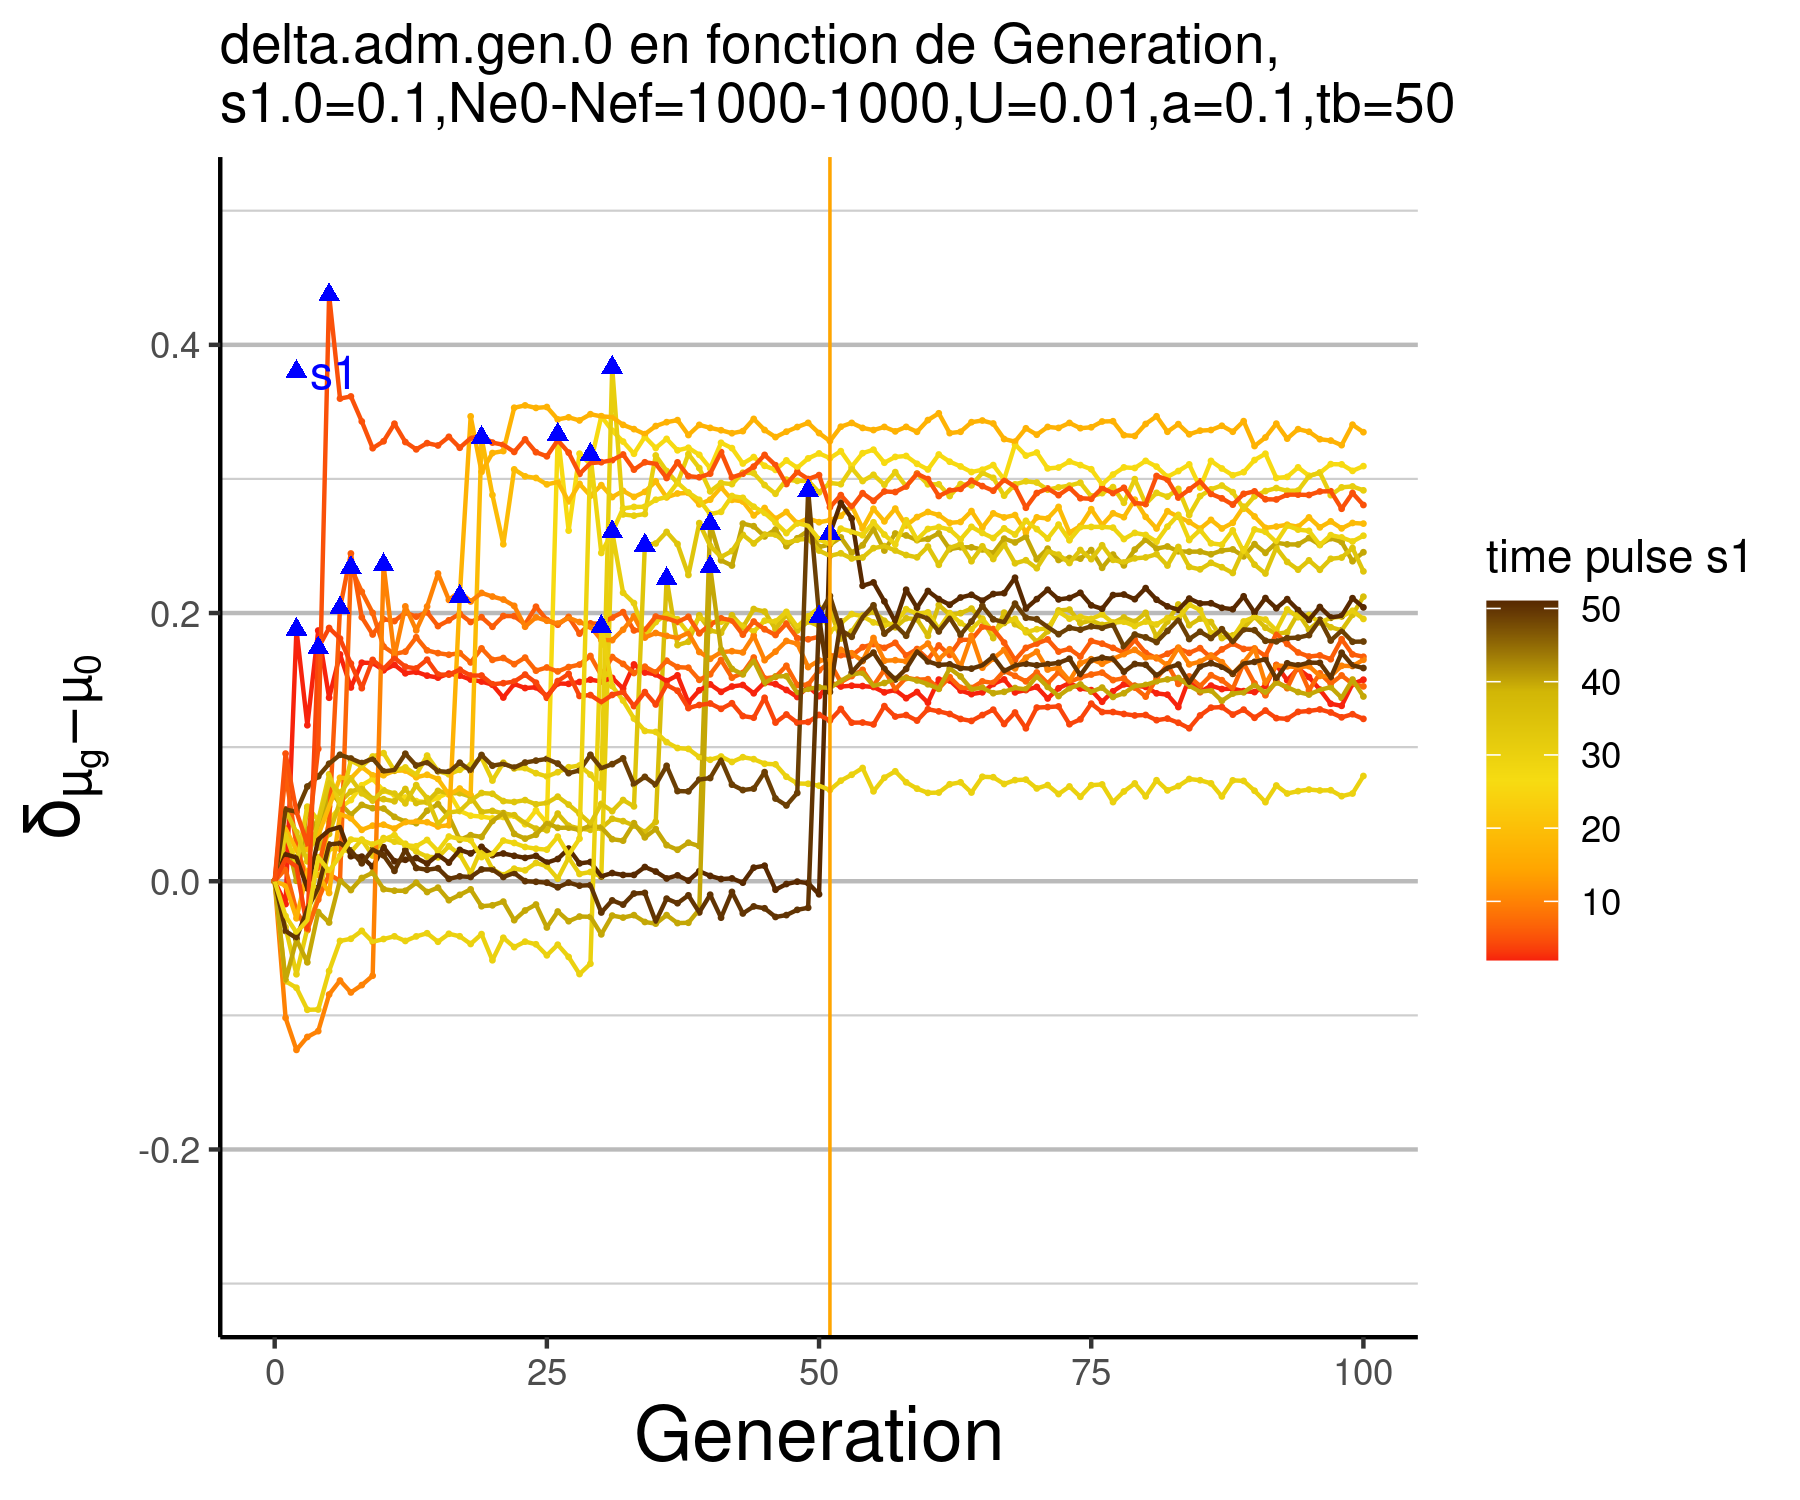 delta.adm.gen.0 en fonction de Generation,
s1.0=0.1,Ne0-Nef=1000-1000,U=0.01,a=0.1,tb=50
δμg−μ0
0.4
0.2
0.0
-0.2
s1
0 25 50 75 100
Generation
time pulse s1
50
40
30
20
10